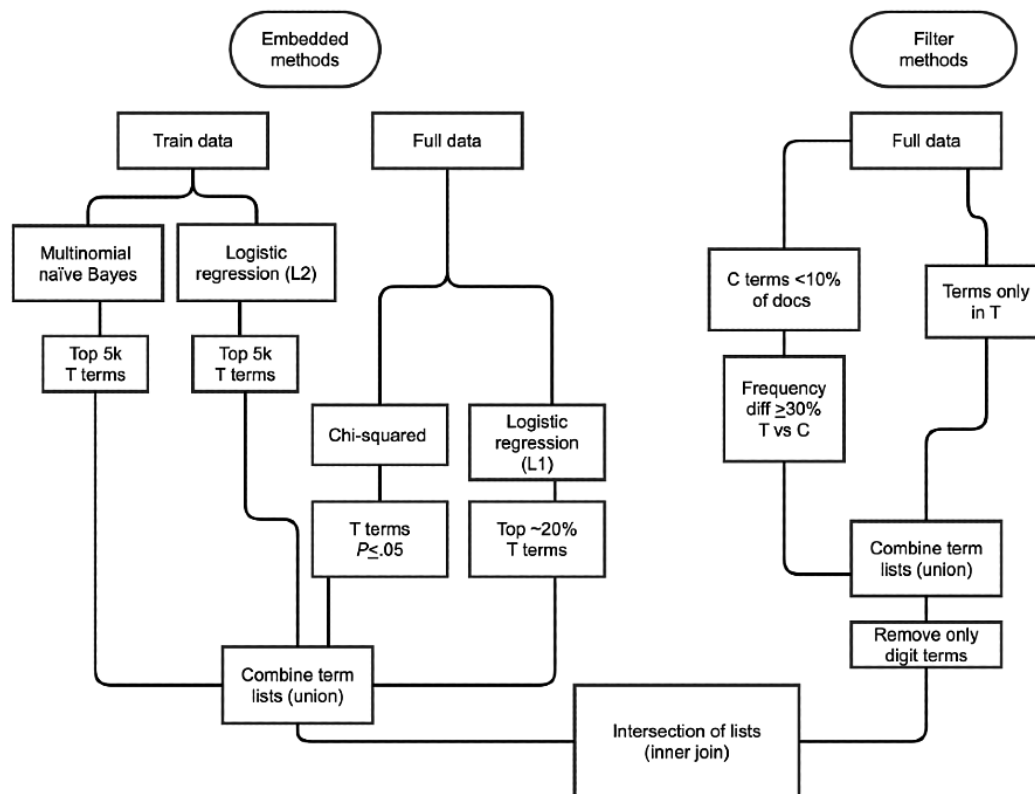 Embedded
methods
Filter
methods
Train data
Full data
Full data
Multinomial
naïve Bayes
Logistic
regression (L2)
C terms <10%
of docs
Terms only
in T
Top 5k
T terms
Top 5k
T terms
Frequency
diff ≥30%
T vs C
Chi-squared
Logistic
regression
(L1)
T terms
P≤.05
Top ~20%
T terms
Combine term
lists (union)
Remove only
digit terms
Combine term
lists (union)
Intersection of lists
(inner join)